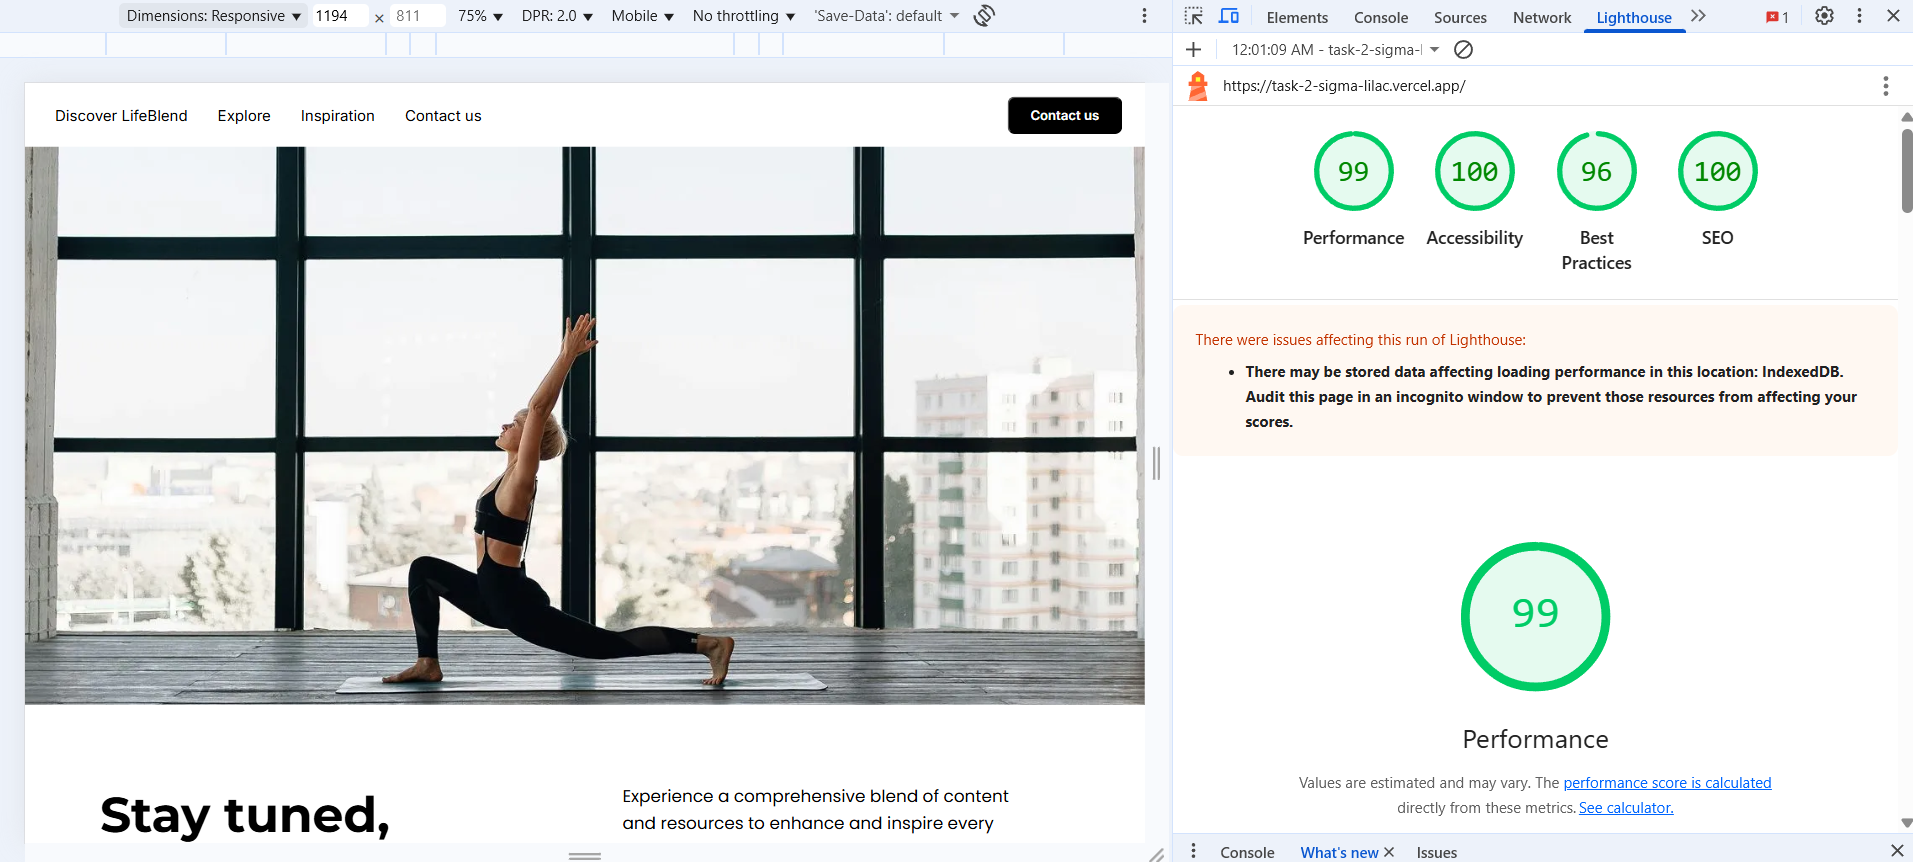 Dimensions: Responsive ▼ 1194 × 811 75% ▼ DPR: 2.0 ▼ Mobile ▼ No throttling ▼ 'Save-Data': default
Elements Console Sources Network Lighthouse 1
12:01:09 AM - task-2-sigma-l
https://task-2-sigma-lilac.vercel.app/
Discover LifeBlend Explore Inspiration Contact us Contact us
Stay tuned,
Experience a comprehensive blend of content
and resources to enhance and inspire every
99 100 96 100
Performance Accessibility Best Practices SEO
There were issues affecting this run of Lighthouse:
• There may be stored data affecting loading performance in this location: IndexedDB.
Audit this page in an incognito window to prevent those resources from affecting your
scores.
99
Performance
Values are estimated and may vary. The performance score is calculated
directly from these metrics. See calculator.
Console What's new Issues